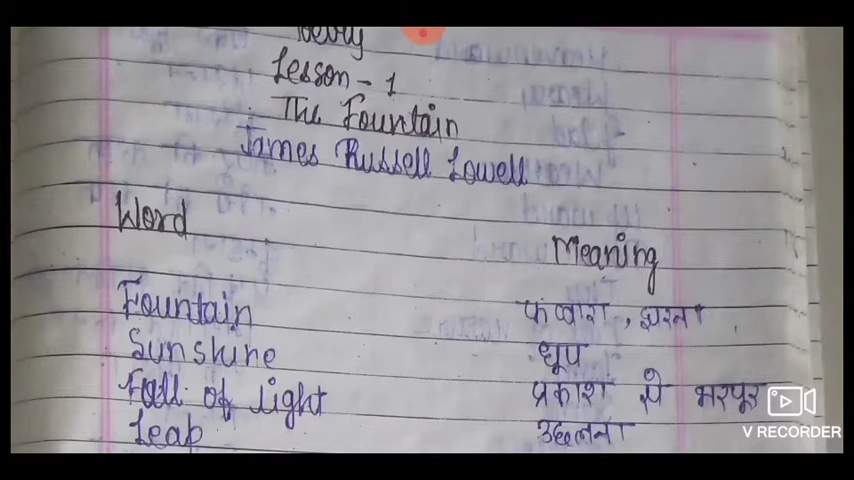 Poetry
Lesson - 1
The Fountain
James Russell Lowell
Word Meaning
Fountain फव्वारा, झरना
Sunshine धूप
Full of light प्रकाश से भरपूर
Leap उछलना
V RECORDER